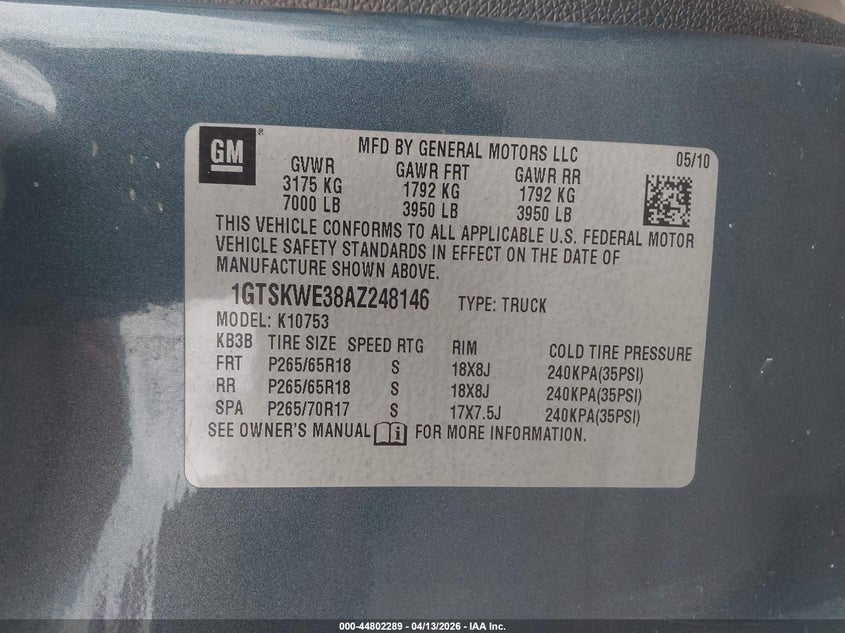 GM
MFD BY GENERAL MOTORS LLC 05/10
GVWR GAWR FRT GAWR RR
3175 KG 1792 KG 1792 KG
7000 LB 3950 LB 3950 LB
THIS VEHICLE CONFORMS TO ALL APPLICABLE U.S. FEDERAL MOTOR
VEHICLE SAFETY STANDARDS IN EFFECT ON THE DATE OF
MANUFACTURE SHOWN ABOVE.
1GTSKWE38AZ248146 TYPE: TRUCK
MODEL: K10753
KB3B TIRE SIZE SPEED RTG RIM COLD TIRE PRESSURE
FRT P265/65R18 S 18X8J 240KPA(35PSI)
RR P265/65R18 S 18X8J 240KPA(35PSI)
SPA P265/70R17 S 17X7.5J 240KPA(35PSI)
SEE OWNER'S MANUAL FOR MORE INFORMATION.
000-44802289 - 04/13/2026 - IAA Inc.